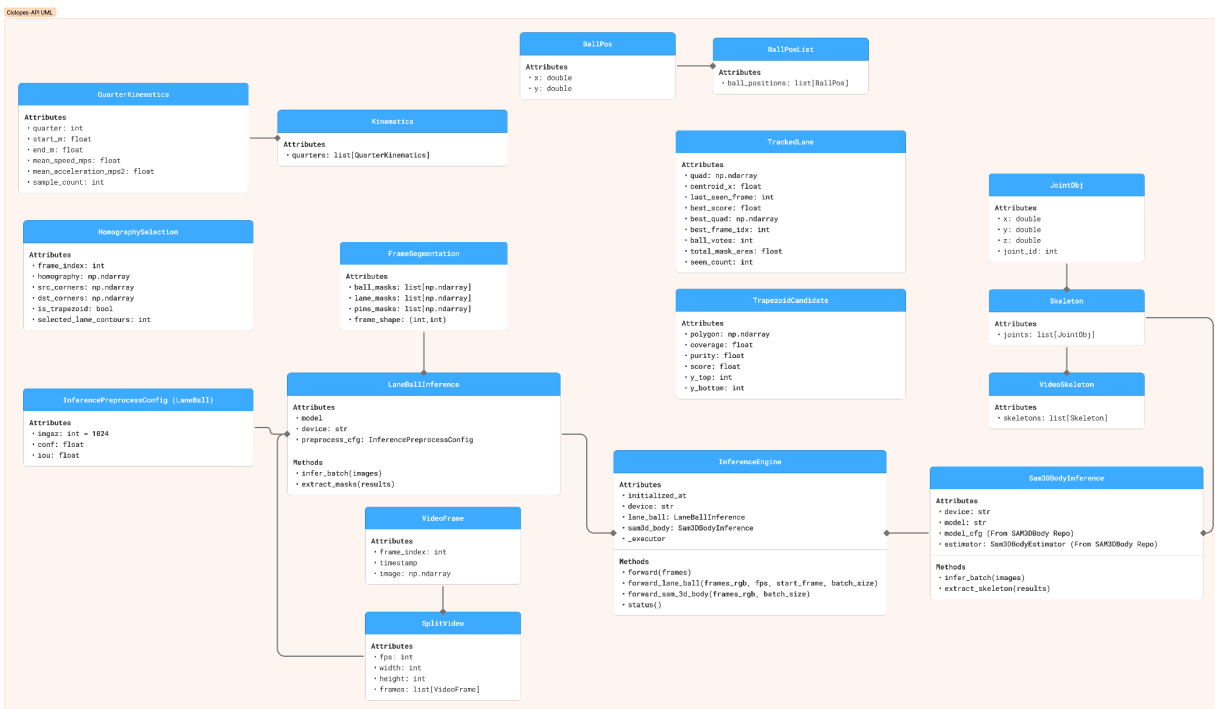 Ciclopes-API UML
BallPos
Attributes
• x: double
• y: double
BallPosList
Attributes
• ball_positions: list[BallPos]
QuarterKinematics
Attributes
• quarter: int
• start_m: float
• end_m: float
• mean_speed_mps: float
• mean_acceleration_mps2: float
• sample_count: int
Kinematics
Attributes
• quarters: list[QuarterKinematics]
TrackedLane
Attributes
• quad: np.ndarray
• centroid_x: float
• last_seen_frame: int
• best_score: float
• best_quad: np.ndarray
• best_frame_idx: int
• ball_votes: int
• total_mask_area: float
• seen_count: int
JointObj
Attributes
• x: double
• y: double
• z: double
• joint_id: int
HomographySelection
Attributes
• frame_index: int
• homography: np.ndarray
• src_corners: np.ndarray
• dst_corners: np.ndarray
• is_trapezoid: bool
• selected_lane_contours: int
FrameSegmentation
Attributes
• ball_masks: list[np.ndarray]
• lane_masks: list[np.ndarray]
• pins_masks: list[np.ndarray]
• frame_shape: (int,int)
TrapezoidCandidate
Attributes
• polygon: np.ndarray
• coverage: float
• purity: float
• score: float
• y_top: int
• y_bottom: int
Skeleton
Attributes
• joints: list[JointObj]
VideoSkeleton
Attributes
• skeletons: list[Skeleton]
InferencePreprocessConfig (LaneBall)
Attributes
• imgsz: int = 1024
• conf: float
• iou: float
LaneBallInference
Attributes
• model
• device: str
• preprocess_cfg: InferencePreprocessConfig
Methods
• infer_batch(images)
• extract_masks(results)
InferenceEngine
Attributes
• initialized_at
• device: str
• lane_ball: LaneBallInference
• sam3d_body: Sam3DBodyInference
• _executor
Methods
• forward(frames)
• forward_lane_ball(frames_rgb, fps, start_frame, batch_size)
• forward_sam_3d_body(frames_rgb, batch_size)
• status()
Sam3DBodyInference
Attributes
• device: str
• model: str
• model_cfg (From SAM3DBody Repo)
• estimator: Sam3DBodyEstimator (From SAM3DBody Repo)
Methods
• infer_batch(images)
• extract_skeleton(results)
VideoFrame
Attributes
• frame_index: int
• timestamp
• image: np.ndarray
SplitVideo
Attributes
• fps: int
• width: int
• height: int
• frames: list[VideoFrame]